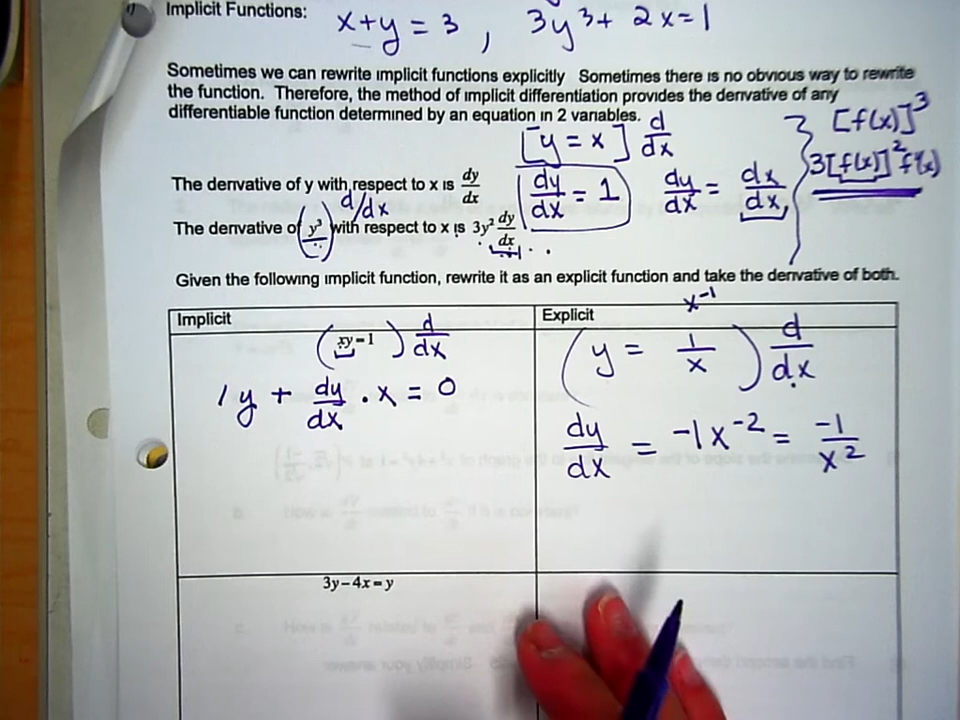 Implicit Functions: x+y=3, 3y³+2x=1
Sometimes we can rewrite implicit functions explicitly Sometimes there is no obvious way to rewrite
the function. Therefore, the method of implicit differentiation provides the derivative of any
differentiable function determined by an equation in 2 variables.
[y=x] d/dx
[f(x)]³
The derivative of y with respect to x is dy/dx
dy/dx = 1
dy/dx = dx/dx
3[f(x)]² f'(x)
d/dx
The derivative of (y³) with respect to x is 3y² dy/dx
Given the following implicit function, rewrite it as an explicit function and take the derivative of both.
Implicit
Explicit
x⁻¹
(xy=1) d/dx
(y = 1/x) d/dx
1y + dy/dx · x = 0
dy/dx = -1x⁻² = -1/x²
3y−4x=y